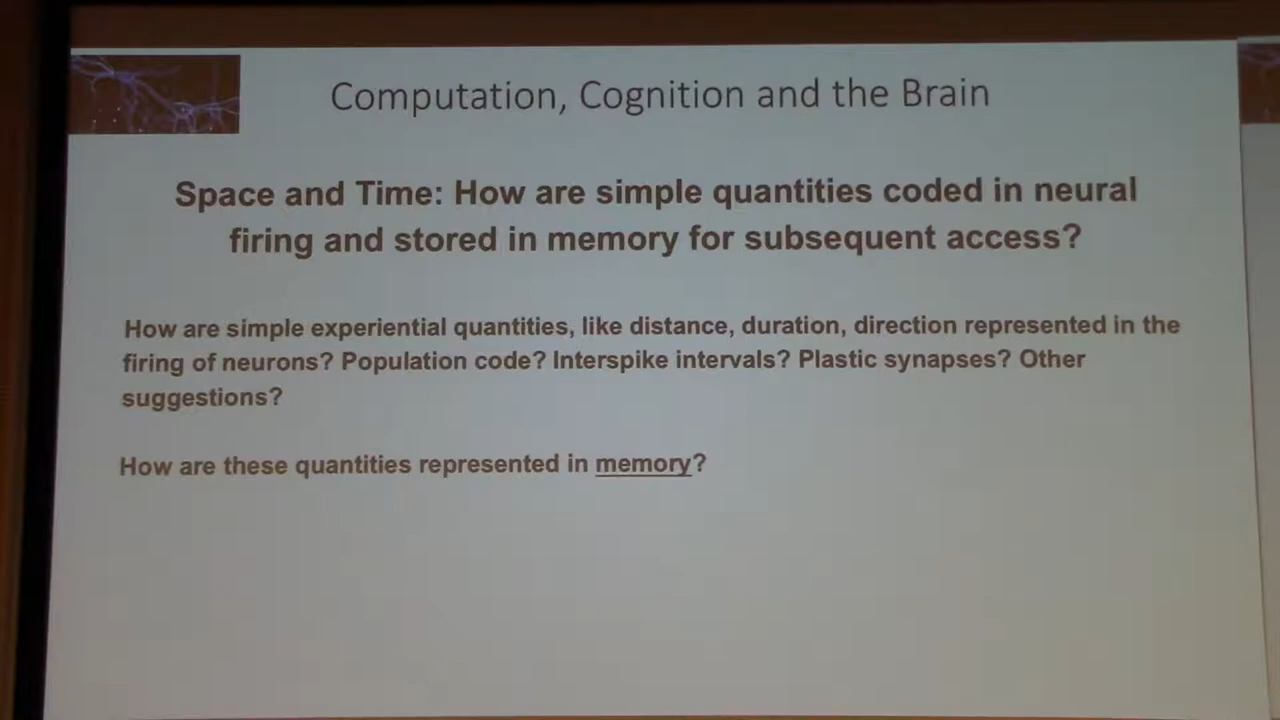 Computation, Cognition and the Brain
Space and Time: How are simple quantities coded in neural
firing and stored in memory for subsequent access?
How are simple experiential quantities, like distance, duration, direction represented in the
firing of neurons? Population code? Interspike intervals? Plastic synapses? Other
suggestions?
How are these quantities represented in memory?